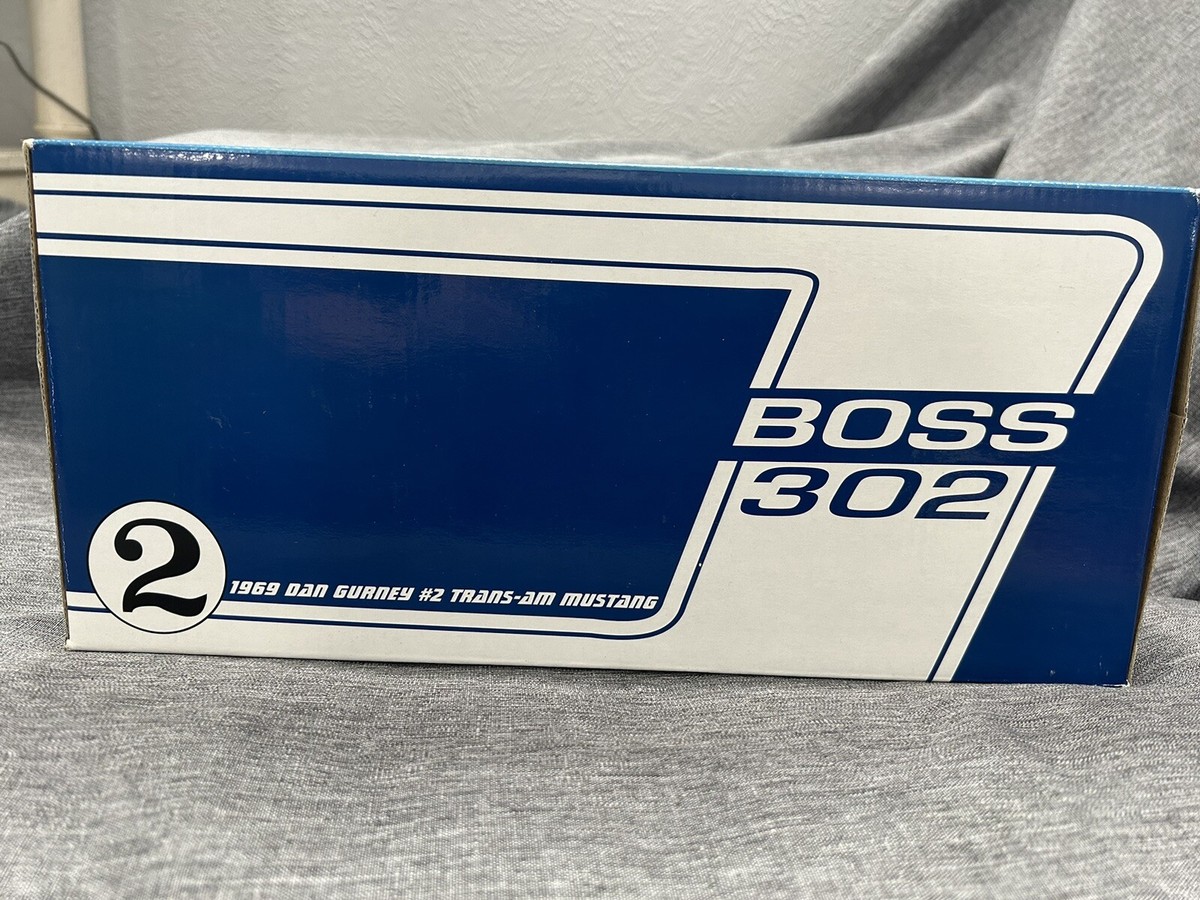 BOSS
302
2
1969 DAN GURNEY #2 TRANS-AM MUSTANG